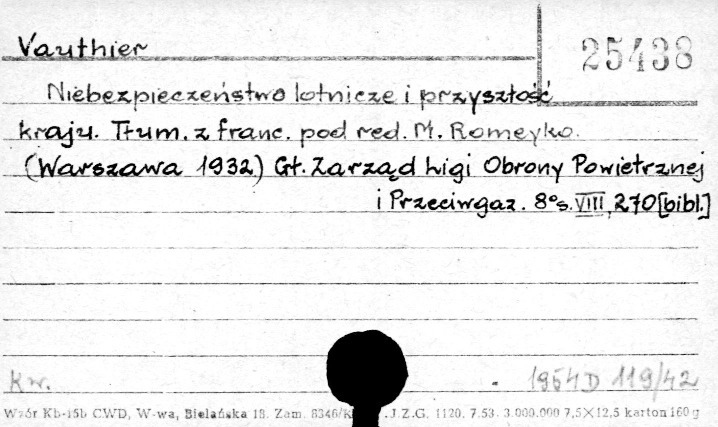 Vauthier
25438
Niebezpieczeństwo lotnicze i przyszłość
kraju. Tłum. z franc. pod red. M. Romeyko.
(Warszawa 1932) Gł. Zarząd Ligi Obrony Powietrznej
i Przeciwgaz. 8° s. VIII, 270 [bibl.]
Kw. - 1954 D 119/42
Wzór Kb-15b CWD, W-wa, Bielańska 18. Zam. 8346/K J.Z.G. 1120. 7.53. 3.000.000 7,5×12,5 karton 160 g